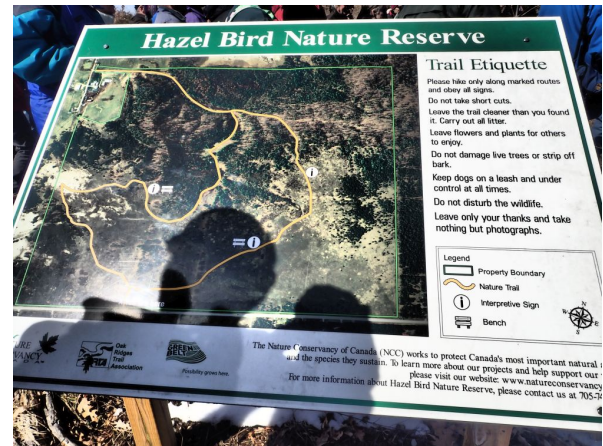 Hazel Bird Nature Reserve
Trail Etiquette
Please hike only along marked routes
and obey all signs.
Do not take short cuts.
Leave the trail cleaner than you found
it. Carry out all litter.
Leave flowers and plants for others
to enjoy.
Do not damage live trees or strip off
bark.
Keep dogs on a leash and under
control at all times.
Do not disturb the wildlife.
Leave only your thanks and take
nothing but photographs.
Legend
Property Boundary
Nature Trail
i Interpretive Sign
Bench
N
W E
S
i
i
i
Oak
Ridges
Trail
Association
GREEN
BELT
Possibility grows here.
The Nature Conservancy of Canada (NCC) works to protect Canada's most important natural
and the species they sustain. To learn more about our projects and help support our
please visit our website: www.natureconservancy
For more information about Hazel Bird Nature Reserve, please contact us at 705-7